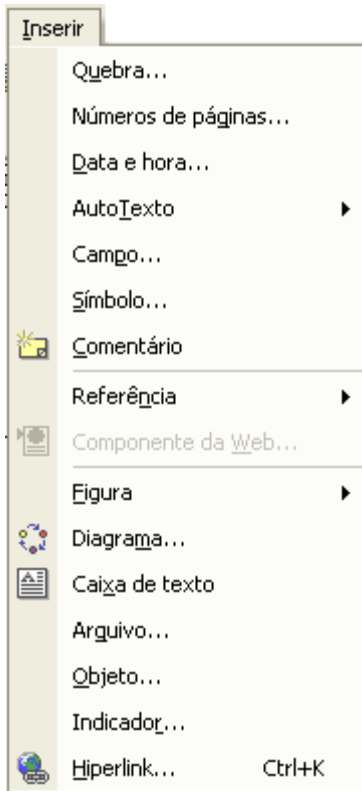 Inserir
Quebra...
Números de páginas...
Data e hora...
AutoTexto
Campo...
Símbolo...
Comentário
Referência
Componente da Web...
Figura
Diagrama...
Caixa de texto
Arquivo...
Objeto...
Indicador...
Hiperlink... Ctrl+K